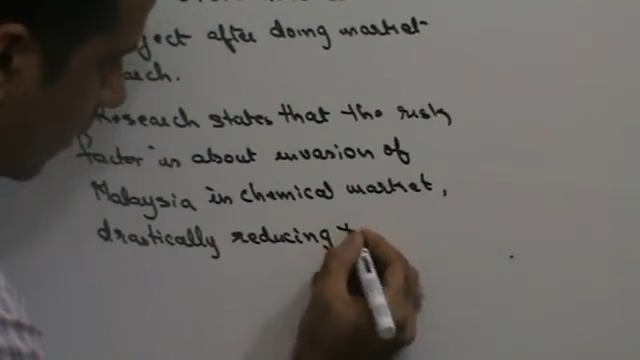 after doing market
Research states that the risk
factor is about invasion of
Malaysia in chemical market,
drastically reducing